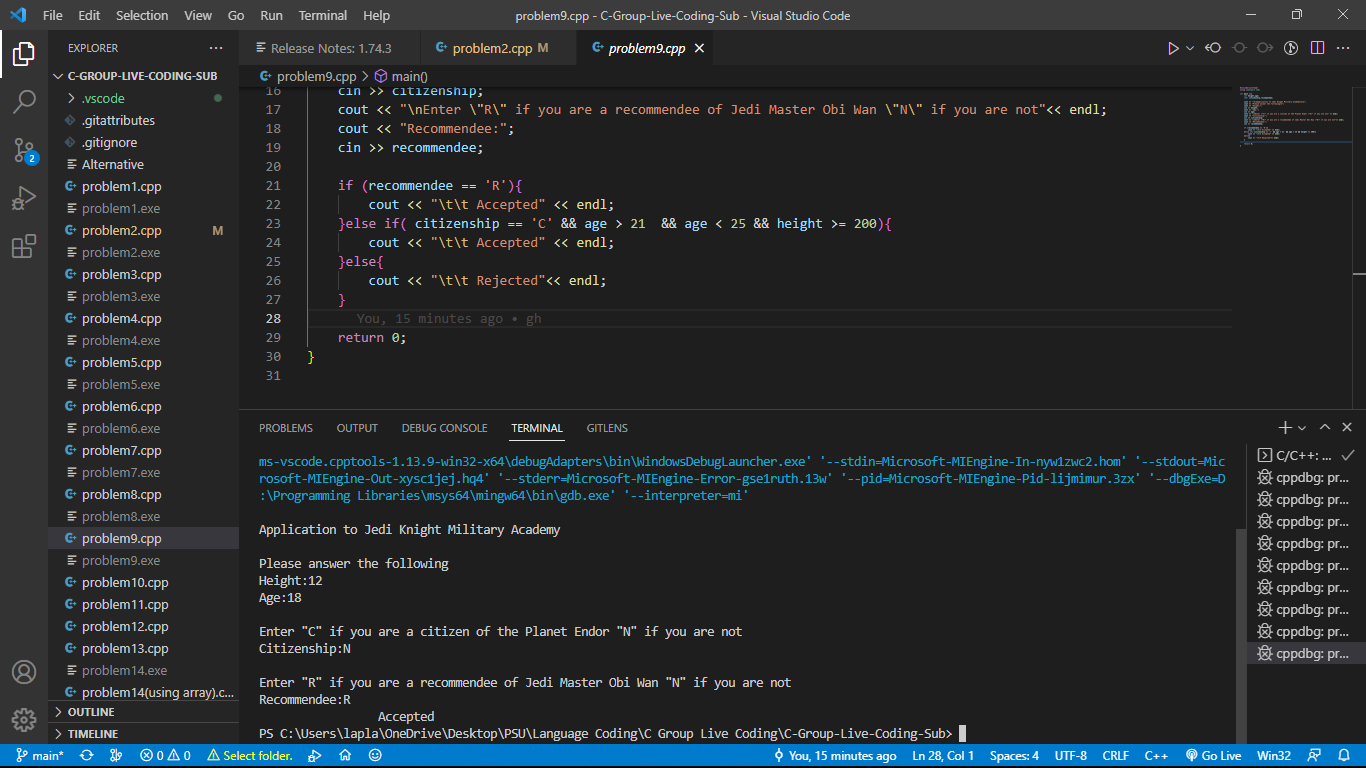 File Edit Selection View Go Run Terminal Help
problem9.cpp - C-Group-Live-Coding-Sub - Visual Studio Code
EXPLORER
C-GROUP-LIVE-CODING-SUB
.vscode
.gitattributes
.gitignore
Alternative
problem1.cpp
problem1.exe
problem2.cpp M
problem2.exe
problem3.cpp
problem3.exe
problem4.cpp
problem4.exe
problem5.cpp
problem5.exe
problem6.cpp
problem6.exe
problem7.cpp
problem7.exe
problem8.cpp
problem8.exe
problem9.cpp
problem9.exe
problem10.cpp
problem11.cpp
problem12.cpp
problem13.cpp
problem14.exe
problem14(using array).c...
OUTLINE
TIMELINE
2
Release Notes: 1.74.3
problem2.cpp M
problem9.cpp
problem9.cpp > main()
16 cin >> citizenship;
17 cout << "\nEnter \"R\" if you are a recommendee of Jedi Master Obi Wan \"N\" if you are not"<< endl;
18 cout << "Recommendee:";
19 cin >> recommendee;
20
21 if (recommendee == 'R'){
22 cout << "\t\t Accepted" << endl;
23 }else if( citizenship == 'C' && age > 21  && age < 25 && height >= 200){
24 cout << "\t\t Accepted" << endl;
25 }else{
26 cout << "\t\t Rejected"<< endl;
27 }
28 You, 15 minutes ago • gh
29 return 0;
30 }
31
PROBLEMS OUTPUT DEBUG CONSOLE TERMINAL GITLENS
ms-vscode.cpptools-1.13.9-win32-x64\debugAdapters\bin\WindowsDebugLauncher.exe' '--stdin=Microsoft-MIEngine-In-nyw1zwc2.hom' '--stdout=Mic
rosoft-MIEngine-Out-xysc1jej.hq4' '--stderr=Microsoft-MIEngine-Error-gse1ruth.13w' '--pid=Microsoft-MIEngine-Pid-lijmimur.3zx' '--dbgExe=D
:\Programming Libraries\msys64\mingw64\bin\gdb.exe' '--interpreter=mi'
Application to Jedi Knight Military Academy
Please answer the following
Height:12
Age:18
Enter "C" if you are a citizen of the Planet Endor "N" if you are not
Citizenship:N
Enter "R" if you are a recommendee of Jedi Master Obi Wan "N" if you are not
Recommendee:R
Accepted
PS C:\Users\lapla\OneDrive\Desktop\PSU\Language Coding\C Group Live Coding\C-Group-Live-Coding-Sub>
C/C++: ...
cppdbg: pr...
cppdbg: pr...
cppdbg: pr...
cppdbg: pr...
cppdbg: pr...
cppdbg: pr...
cppdbg: pr...
cppdbg: pr...
cppdbg: pr...
main* 0 0 Select folder. You, 15 minutes ago Ln 28, Col 1 Spaces: 4 UTF-8 CRLF C++ Go Live Win32